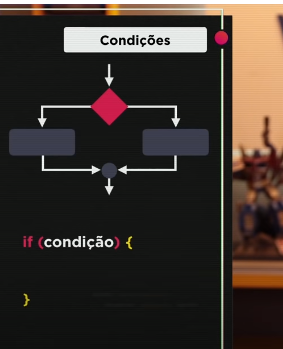 Condições
if (condição) {
}